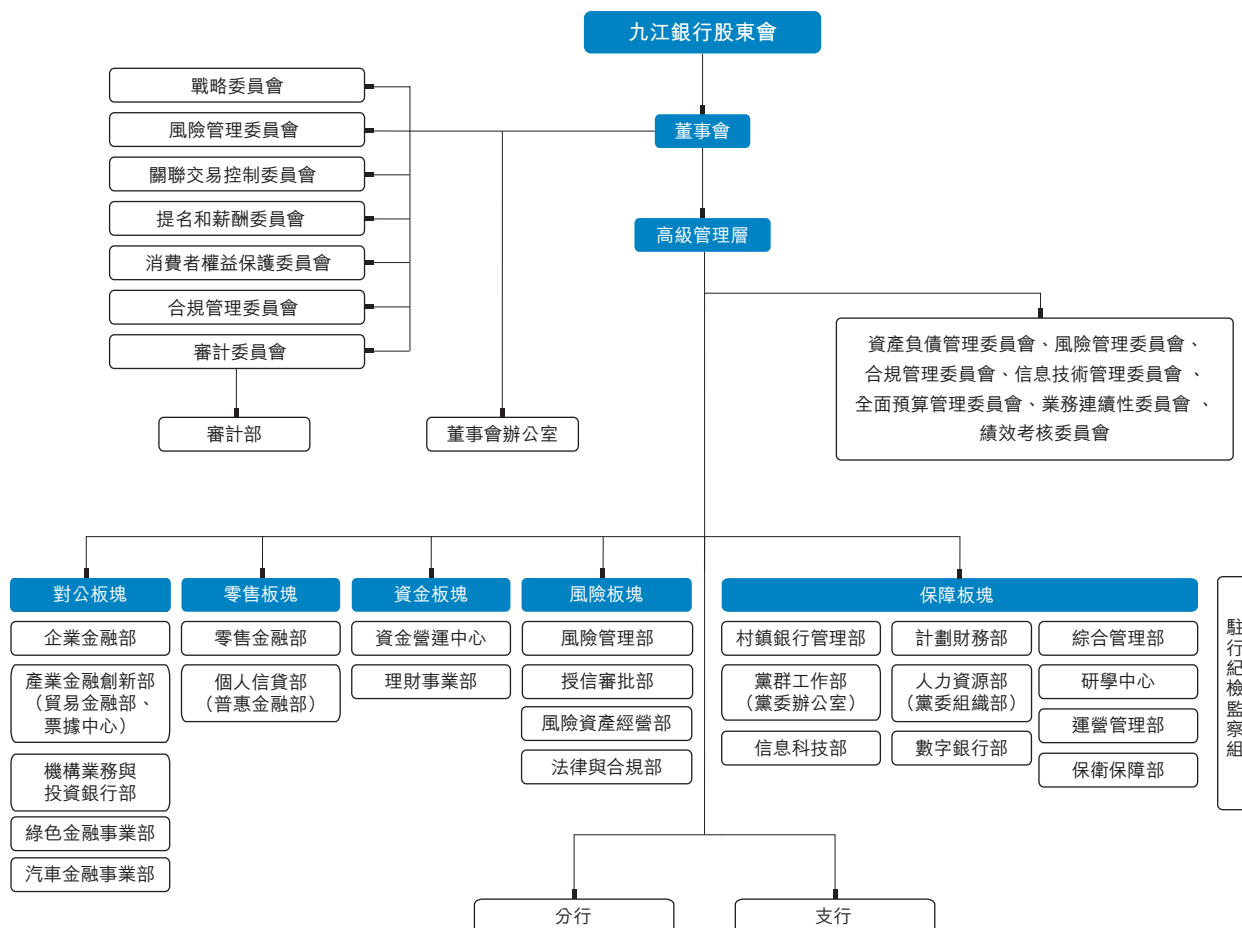 九江銀行股東會
戰略委員會
風險管理委員會
董事會
關聯交易控制委員會
提名和薪酬委員會
高級管理層
消費者權益保護委員會
合規管理委員會
審計委員會
資產負債管理委員會、風險管理委員會、
合規管理委員會、信息技術管理委員會 、
全面預算管理委員會、業務連續性委員會 、
績效考核委員會
審計部
董事會辦公室
對公板塊
企業金融部
產業金融創新部
（貿易金融部、
票據中心）
機構業務與
投資銀行部
綠色金融事業部
汽車金融事業部
零售板塊
零售金融部
個人信貸部
（普惠金融部）
資金板塊
資金營運中心
理財事業部
風險板塊
風險管理部
授信審批部
風險資產經營部
法律與合規部
保障板塊
村鎮銀行管理部
黨群工作部
（黨委辦公室）
信息科技部
計劃財務部
人力資源部
（黨委組織部）
數字銀行部
綜合管理部
研學中心
運營管理部
保衛保障部
駐行紀檢監察組
分行
支行